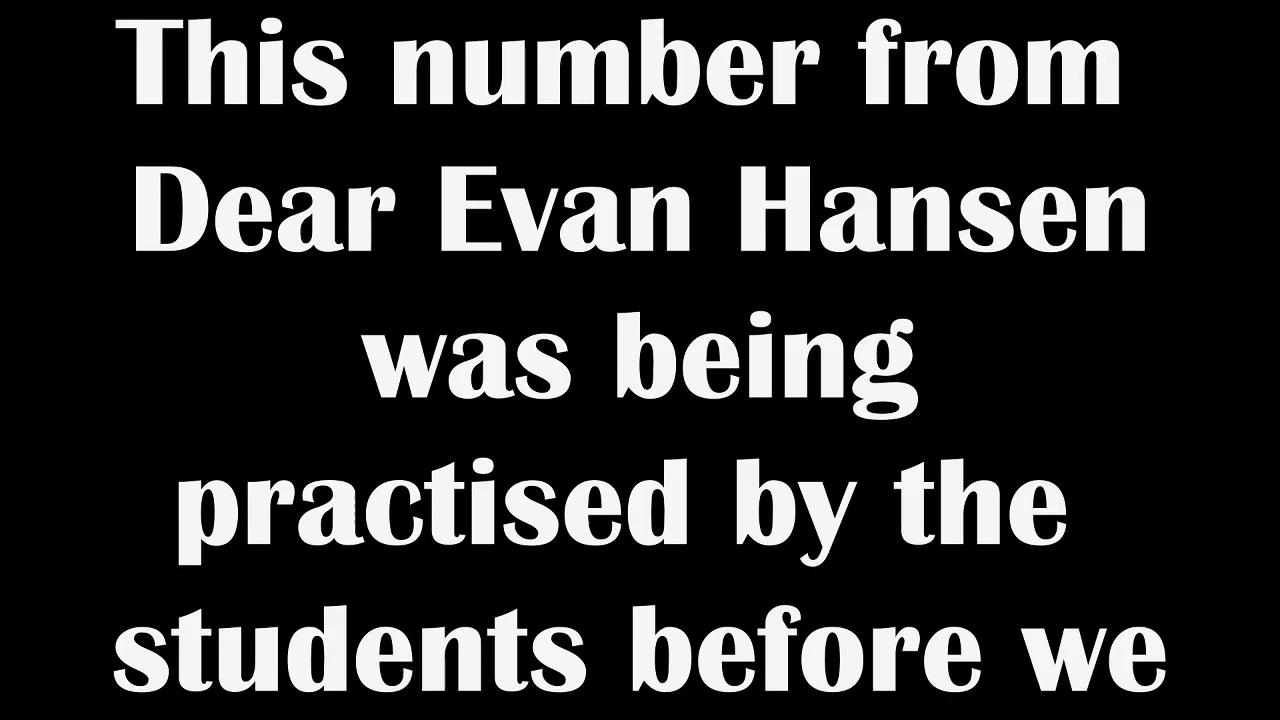 This number from
Dear Evan Hansen
was being
practised by the
students before we